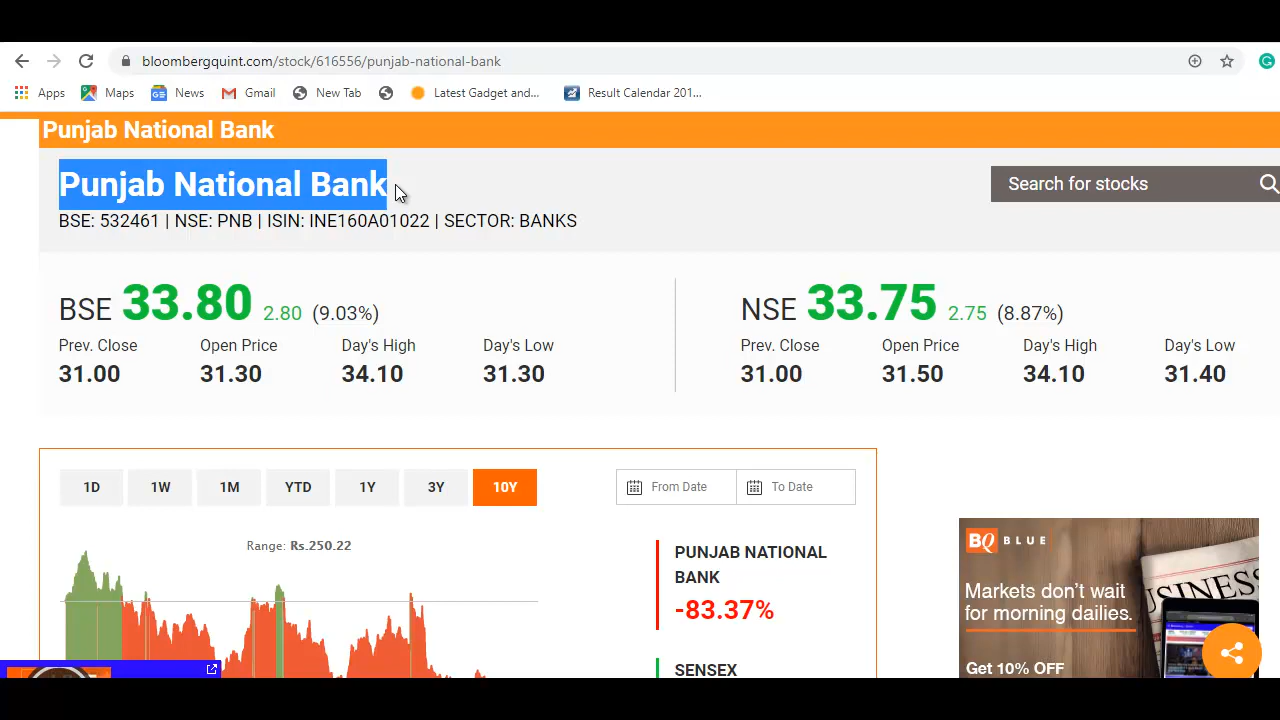 bloombergquint.com/stock/616556/punjab-national-bank
Apps Maps News Gmail New Tab Latest Gadget and... Result Calendar 201...
Punjab National Bank
Punjab National Bank
Search for stocks
BSE: 532461 | NSE: PNB | ISIN: INE160A01022 | SECTOR: BANKS
BSE 33.80 2.80 (9.03%)
NSE 33.75 2.75 (8.87%)
Prev. Close Open Price Day's High Day's Low
31.00 31.30 34.10 31.30
Prev. Close Open Price Day's High Day's Low
31.00 31.50 34.10 31.40
1D 1W 1M YTD 1Y 3Y 10Y
From Date To Date
Range: Rs.250.22
PUNJAB NATIONAL
BANK
-83.37%
SENSEX
BQ BLUE
Markets don't wait
for morning dailies.
Get 10% OFF
BUSINESS